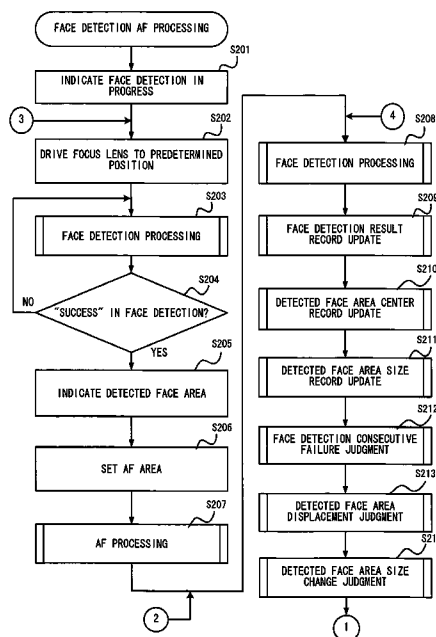 FACE DETECTION AF PROCESSING
S201
INDICATE FACE DETECTION IN
PROGRESS
3
S202
DRIVE FOCUS LENS TO PREDETERMINED
POSITION
S203
FACE DETECTION PROCESSING
S204
"SUCCESS" IN FACE DETECTION?
NO
YES
S205
INDICATE DETECTED FACE AREA
S206
SET AF AREA
S207
AF PROCESSING
2
4
S208
FACE DETECTION PROCESSING
S209
FACE DETECTION RESULT
RECORD UPDATE
S210
DETECTED FACE AREA CENTER
RECORD UPDATE
S211
DETECTED FACE AREA SIZE
RECORD UPDATE
S212
FACE DETECTION CONSECUTIVE
FAILURE JUDGMENT
S213
DETECTED FACE AREA
DISPLACEMENT JUDGMENT
DETECTED FACE AREA SIZE
CHANGE JUDGMENT
1